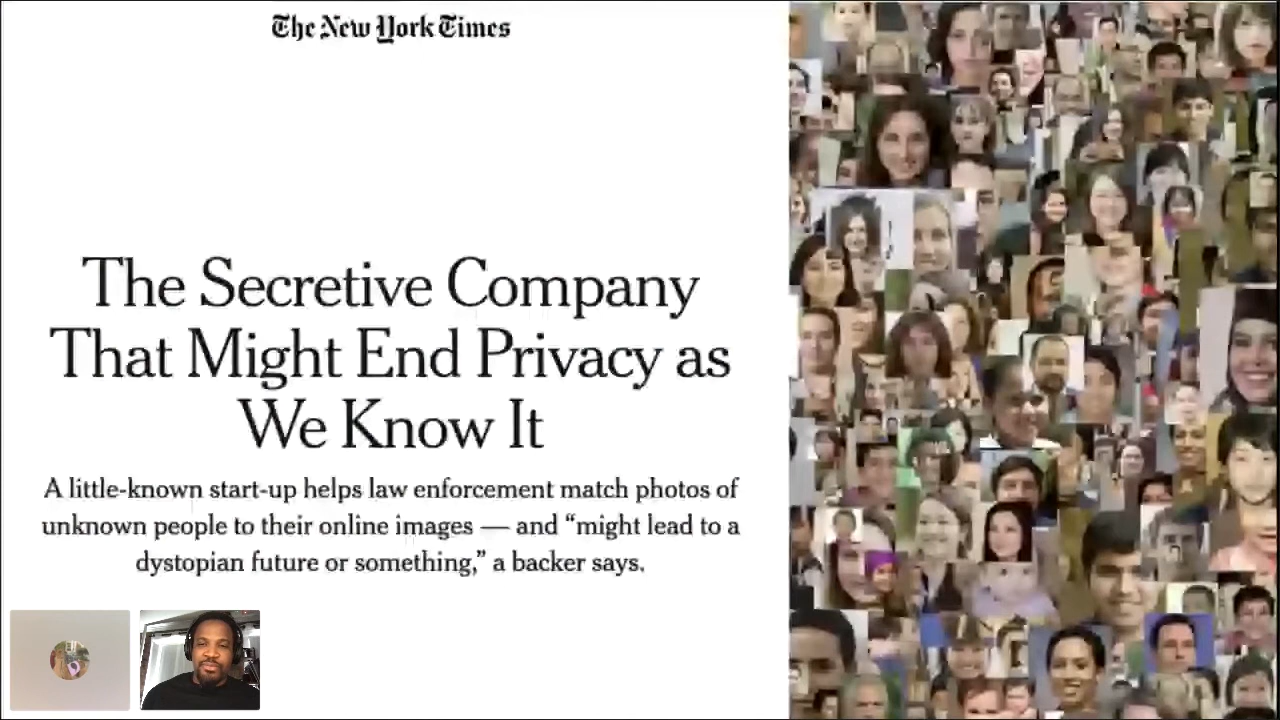 The New York Times
The Secretive Company
That Might End Privacy as
We Know It
A little-known start-up helps law enforcement match photos of
unknown people to their online images — and “might lead to a
dystopian future or something,” a backer says.